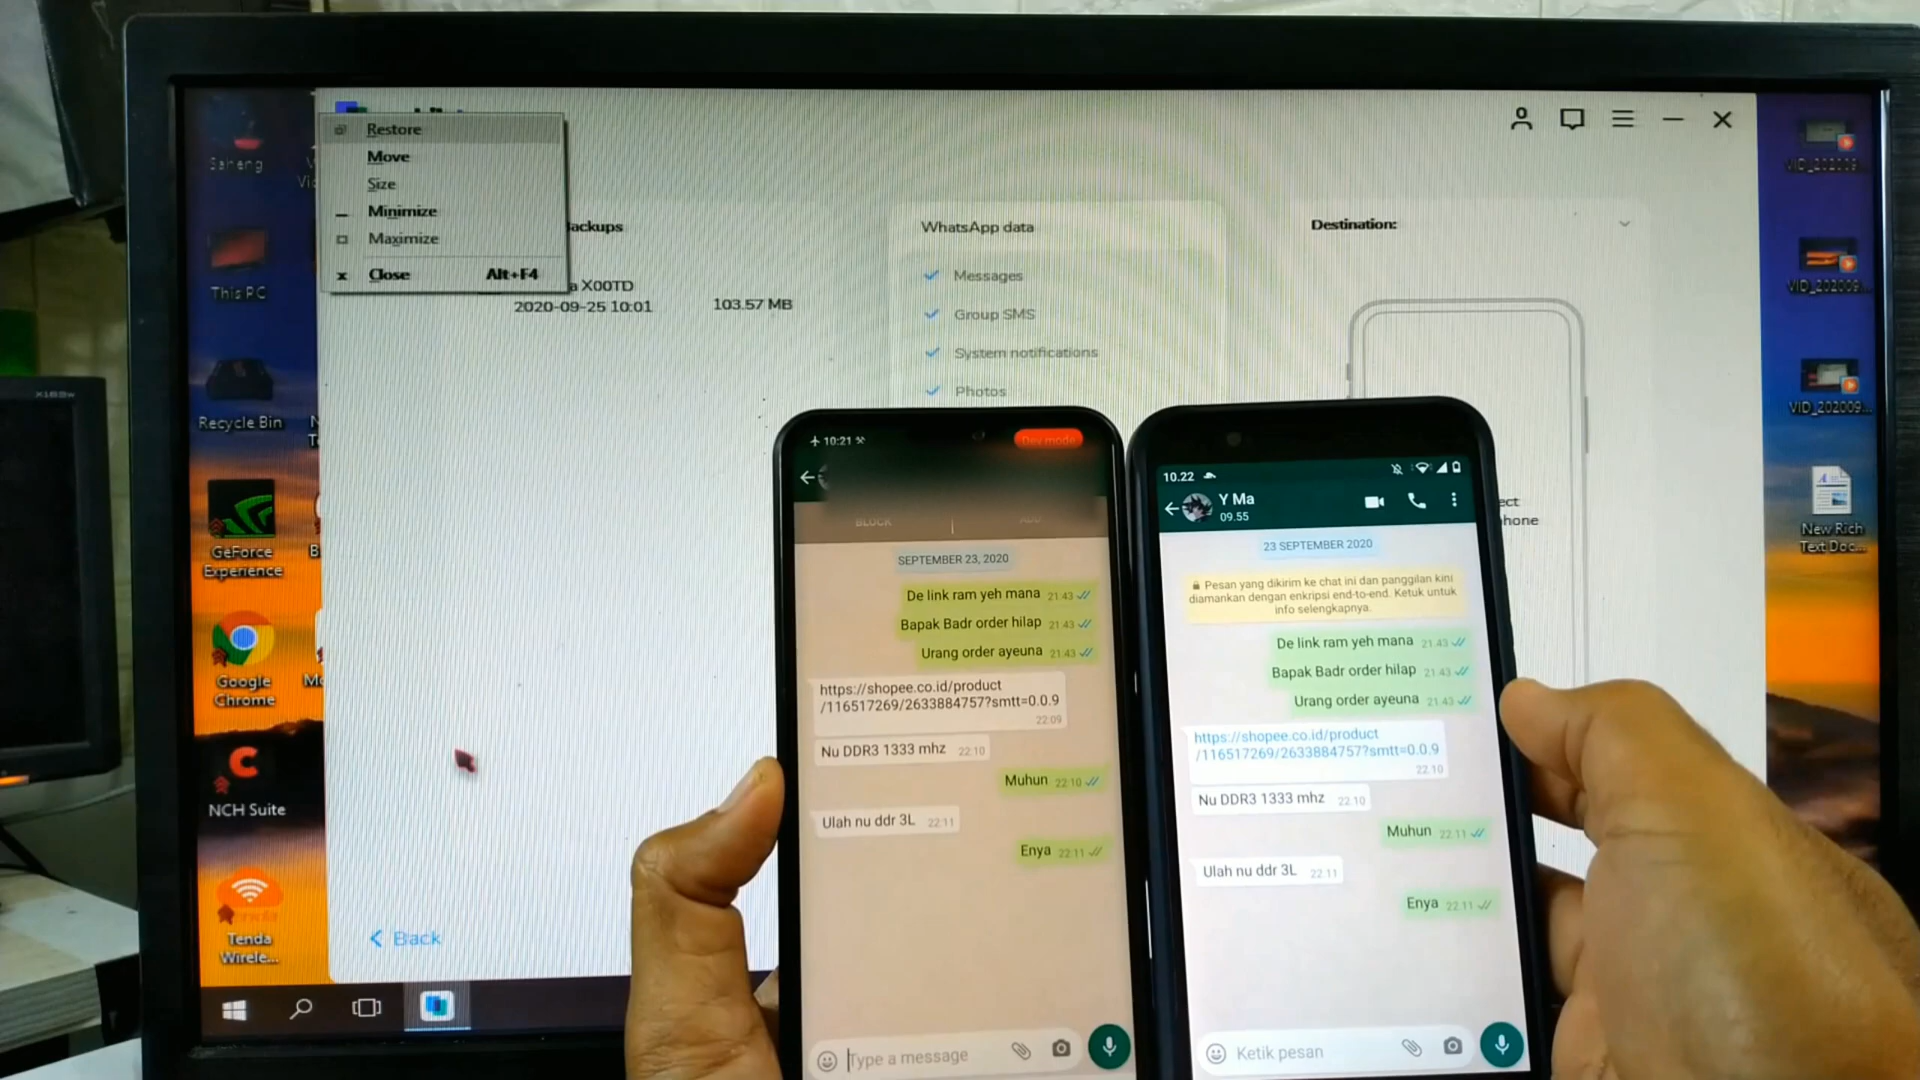 Restore
Move
Size
Minimize
Maximize
Close Alt+F4
ackups
a X00TD
2020-09-25 10:01 103.57 MB
WhatsApp data
Messages
Group SMS
System notifications
Photos
Destination:
ect
hone
Back
Saheng
This PC
Recycle Bin
GeForce
Experience
Google
Chrome
NCH Suite
Tenda
Wirele...
VID_202009...
VID_202009...
VID_202009...
New Rich
Text Doc...
10:21
Dev mode
BLOCK
ADD
SEPTEMBER 23, 2020
De link ram yeh mana 21:43
Bapak Badr order hilap 21:43
Urang order ayeuna 21:43
https://shopee.co.id/product
/116517269/2633884757?smtt=0.0.9
22:09
Nu DDR3 1333 mhz 22:10
Muhun 22:10
Ulah nu ddr 3L 22:11
Enya 22:11
Type a message
10.22
Y Ma
09.55
23 SEPTEMBER 2020
Pesan yang dikirim ke chat ini dan panggilan kini
diamankan dengan enkripsi end-to-end. Ketuk untuk
info selengkapnya.
De link ram yeh mana 21.43
Bapak Badr order hilap 21.43
Urang order ayeuna 21.43
https://shopee.co.id/product
/116517269/2633884757?smtt=0.0.9
22.10
Nu DDR3 1333 mhz 22.10
Muhun 22.11
Ulah nu ddr 3L 22.11
Enya 22.11
Ketik pesan